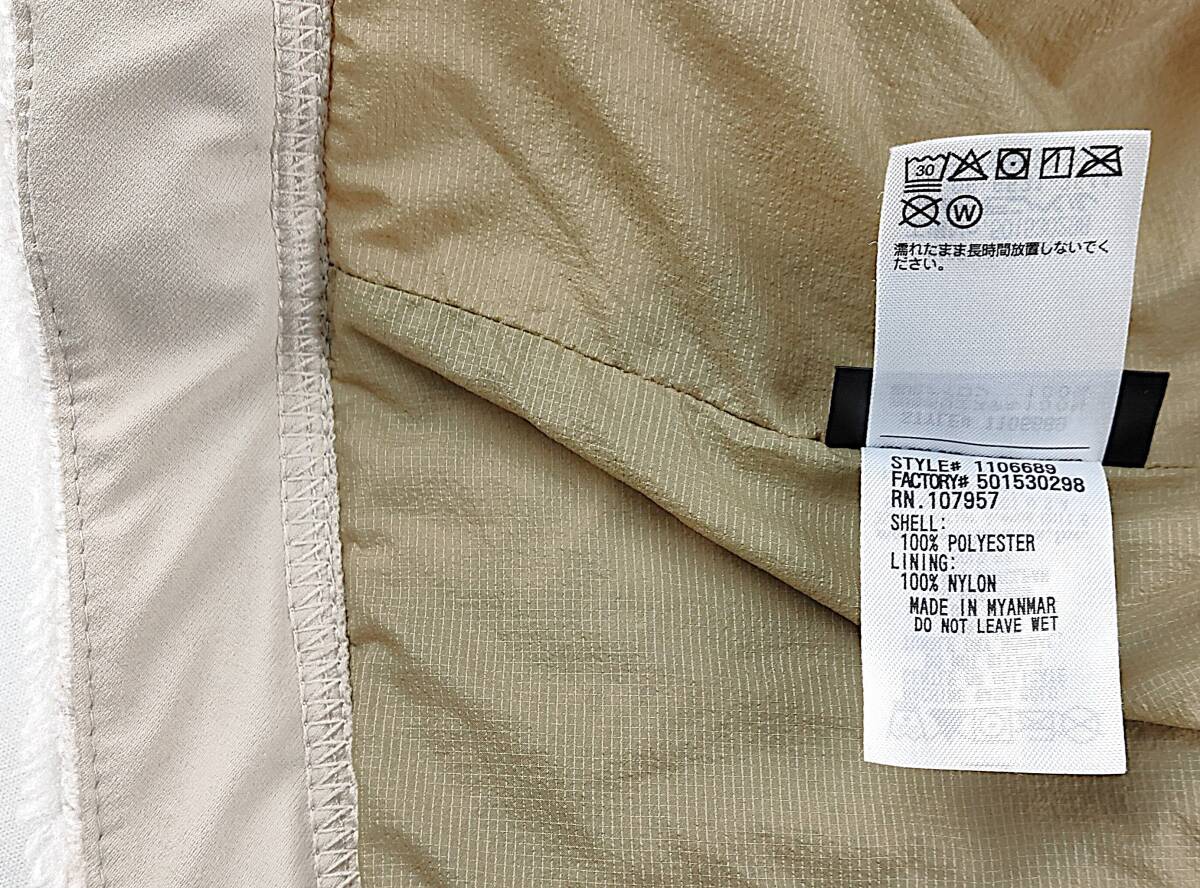 30
W
濡れたまま長時間放置しないでく
ださい。
STYLE# 1106689
FACTORY# 501530298
RN.107957
SHELL:
100% POLYESTER
LINING:
100% NYLON
MADE IN MYANMAR
DO NOT LEAVE WET